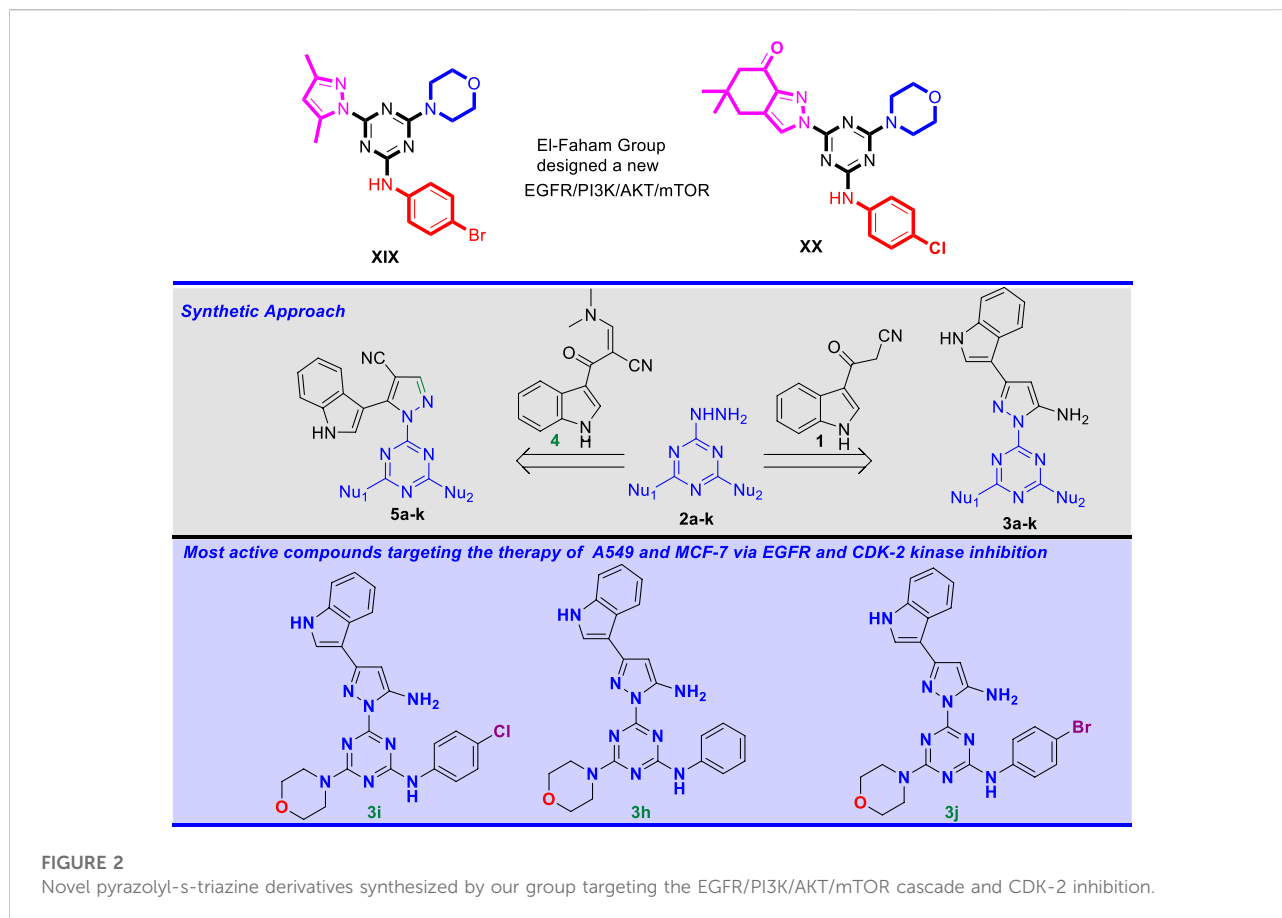 O
N
N
N
N
N
O
N
N
HN
Br
XIX
El-Faham Group
designed a new
EGFR/PI3K/AKT/mTOR
O
N
N
N
N
N
O
N
N
HN
Cl
XX
Synthetic Approach
NC
N
N
HN
N
N
N
Nu1
Nu2
5a-k
N
O
CN
N
H
4
NHNH2
N
N
N
Nu1
Nu2
2a-k
CN
O
N
H
1
HN
N
N
NH2
N
N
N
Nu1
Nu2
3a-k
Most active compounds targeting the therapy of A549 and MCF-7 via EGFR and CDK-2 kinase inhibition
HN
N
N
NH2
N
N
N
N
N
H
O
Cl
3i
HN
N
N
NH2
N
N
N
N
N
H
O
3h
HN
N
N
NH2
N
N
N
N
N
H
O
Br
3j
FIGURE 2
Novel pyrazolyl-s-triazine derivatives synthesized by our group targeting the EGFR/PI3K/AKT/mTOR cascade and CDK-2 inhibition.